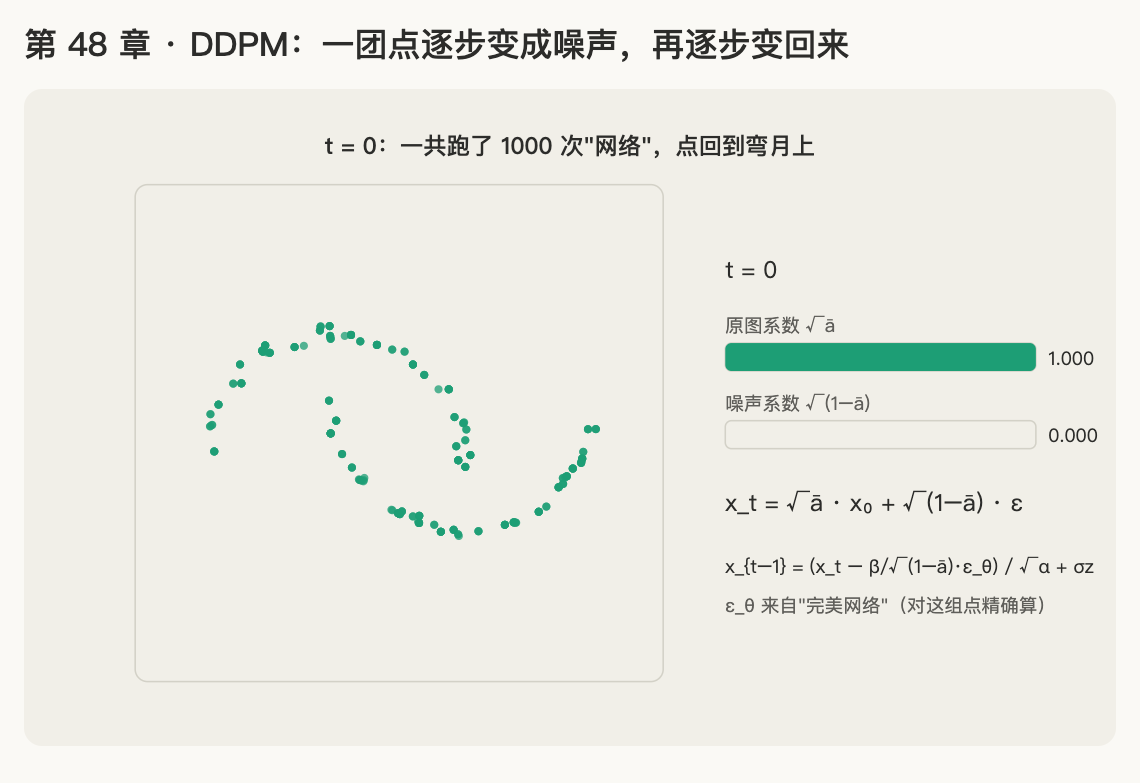 第 48 章 · DDPM：一团点逐步变成噪声，再逐步变回来
t = 0：一共跑了 1000 次"网络"，点回到弯月上
t = 0
原图系数 √ā
1.000
噪声系数 √(1−ā)
0.000
x_t = √ā · x₀ + √(1−ā) · ε
x_{t−1} = (x_t − β/√(1−ā)·ε_θ) / √α + σz
ε_θ 来自"完美网络"（对这组点精确算）